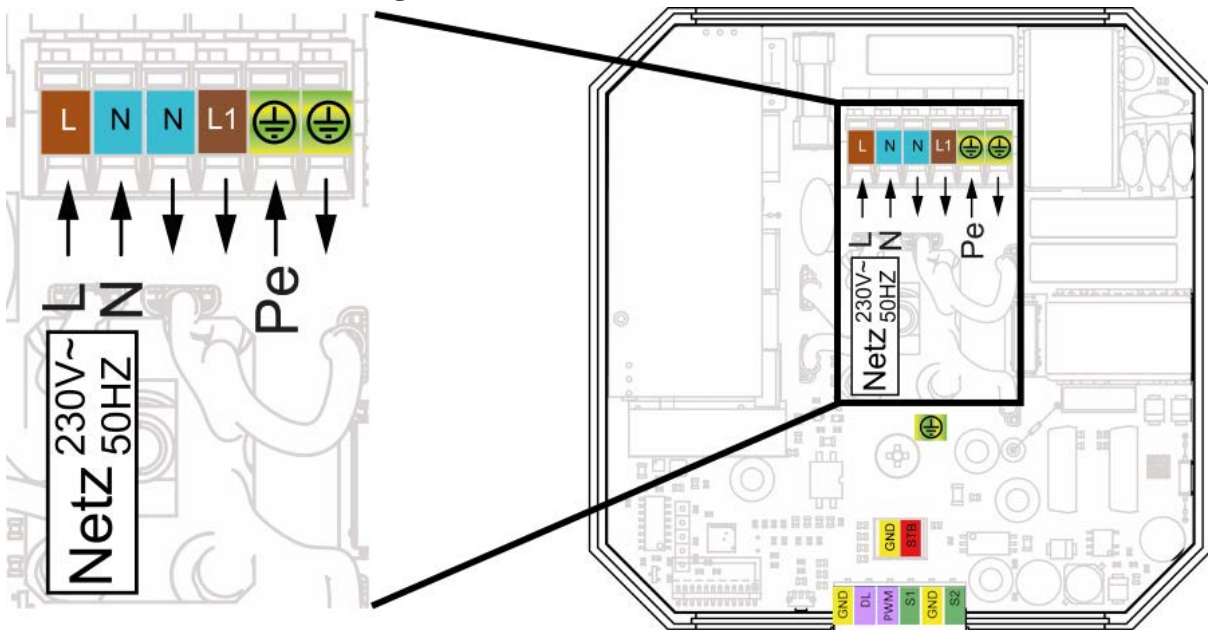 L N N L1
L N Pe
Netz 230V~
50HZ
L N N L1
L N Pe
Netz 230V~
50HZ
GND STB
GND DL PWM S1 GND S2